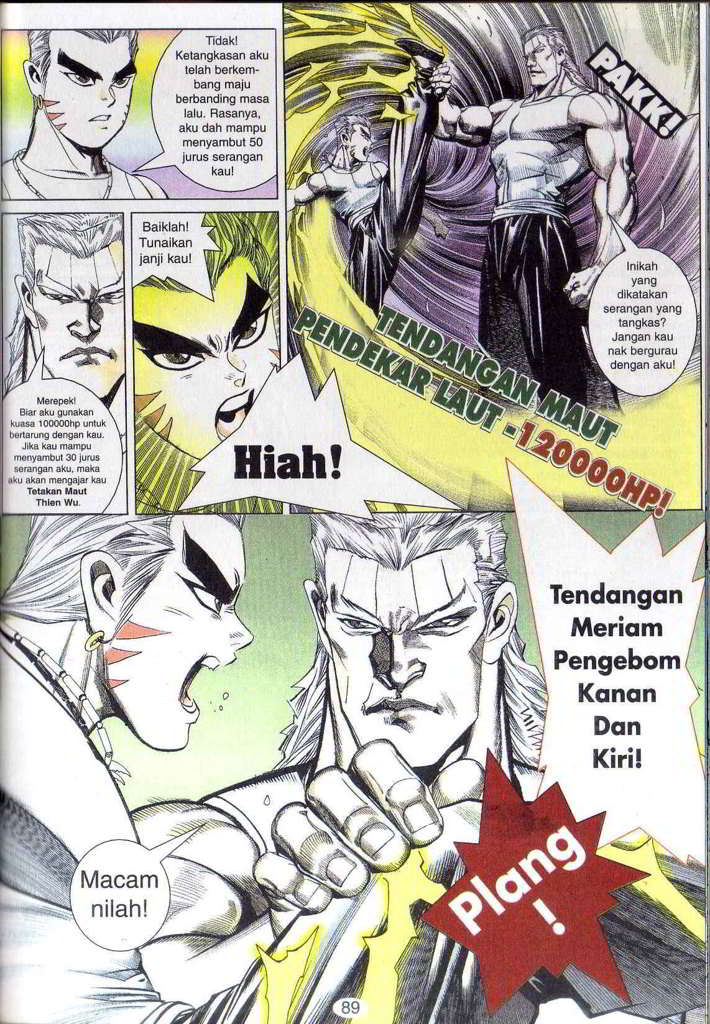 Tidak!
Ketangkasan aku
telah berkem-
bang maju
berbanding masa
lalu. Rasanya,
aku dah mampu
menyambut 50
jurus serangan
kau!
Merepek!
Biar aku gunakan
kuasa 100000hp untuk
bertarung dengan kau.
Jika kau mampu
menyambut 30 jurus
serangan aku, maka
aku akan mengajar kau
Tetakan Maut
Thien Wu.
Baiklah!
Tunaikan
janji kau!
Hiah!
PAKK!
Inikah
yang
dikatakan
serangan yang
tangkas?
Jangan kau
nak bergurau
dengan aku!
TENDANGAN MAUT
PENDEKAR LAUT - 120000HP!
Tendangan
Meriam
Pengebom
Kanan
Dan
Kiri!
Macam
nilah!
Plang
!
89